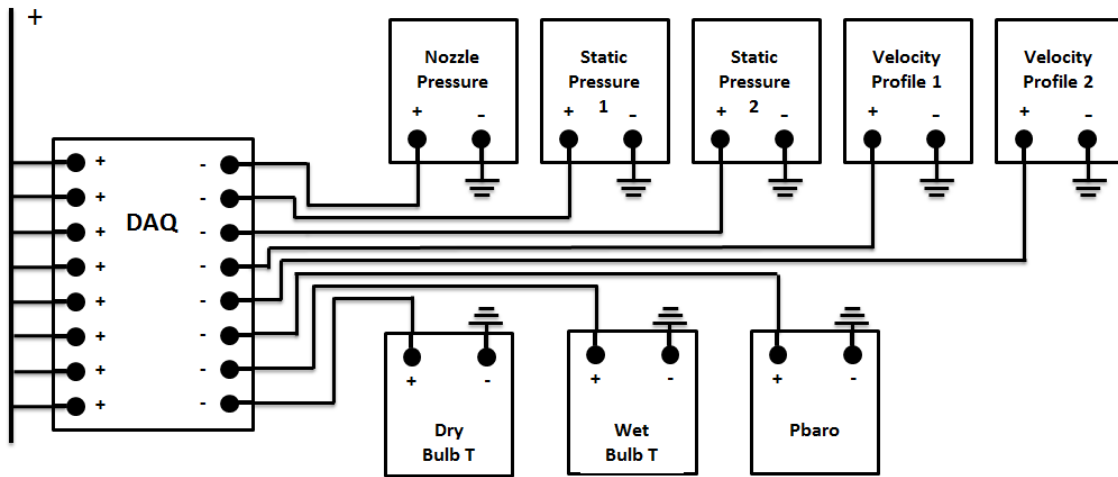 +
Nozzle
Pressure
+ -
Static
Pressure
1
+ -
Static
Pressure
2
+ -
Velocity
Profile 1
+ -
Velocity
Profile 2
+ -
DAQ
+ -
+ -
+ -
+ -
+ -
+ -
+ -
+ -
+ -
Dry
Bulb T
+ -
Wet
Bulb T
+ -
Pbaro